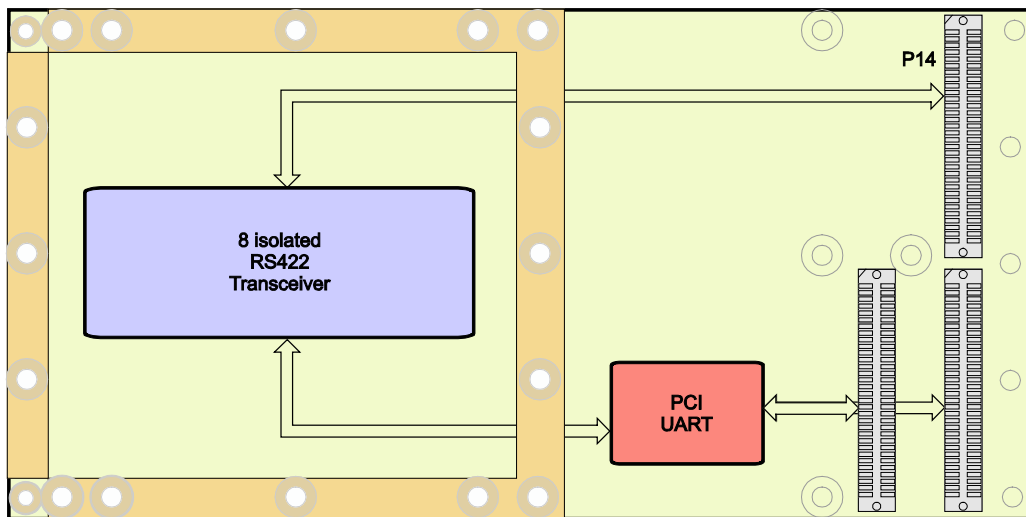 P14
8 isolated
RS422
Transceiver
PCI
UART